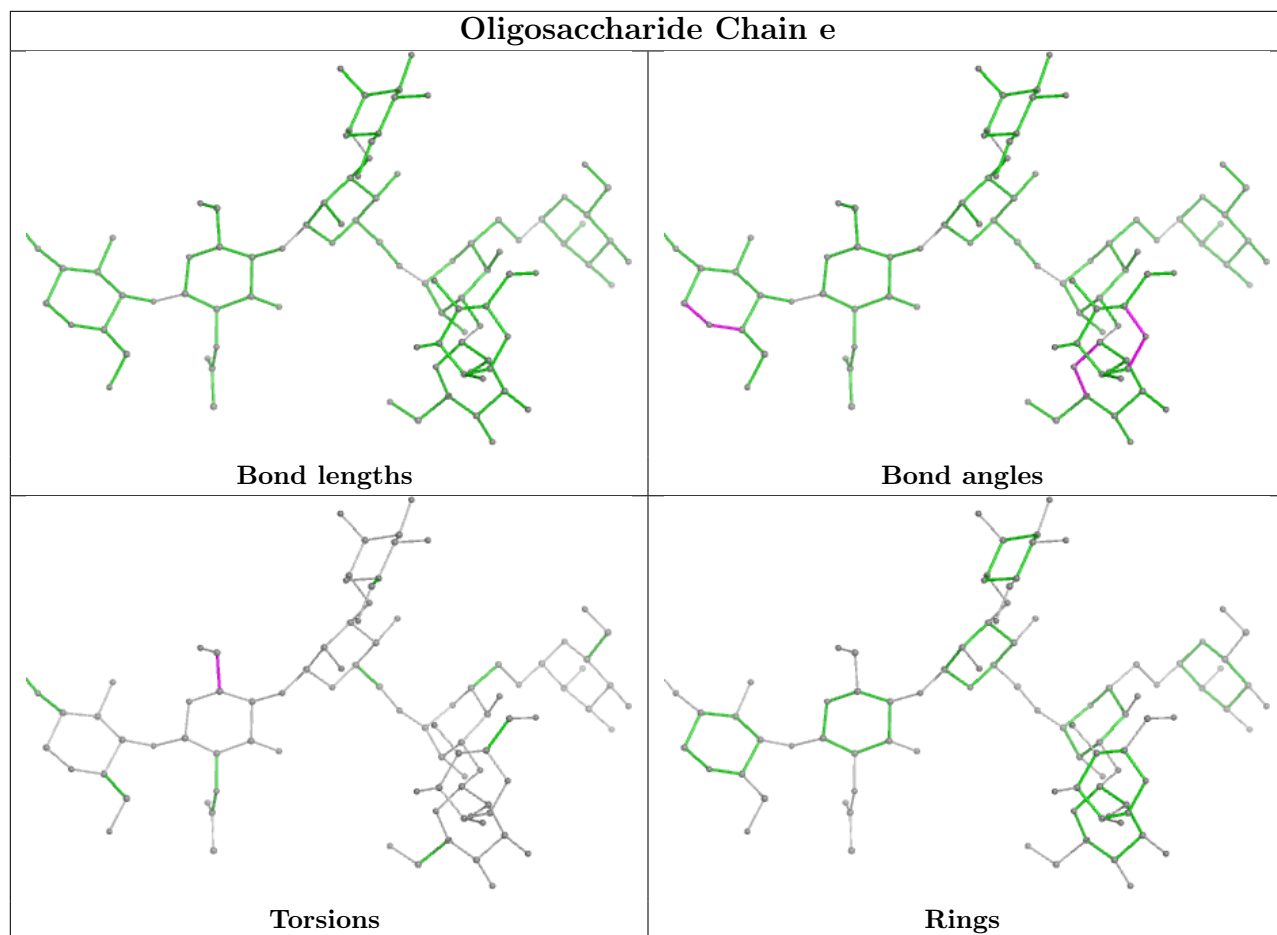 Oligosaccharide Chain e
Bond lengths
Bond angles
Torsions
Rings